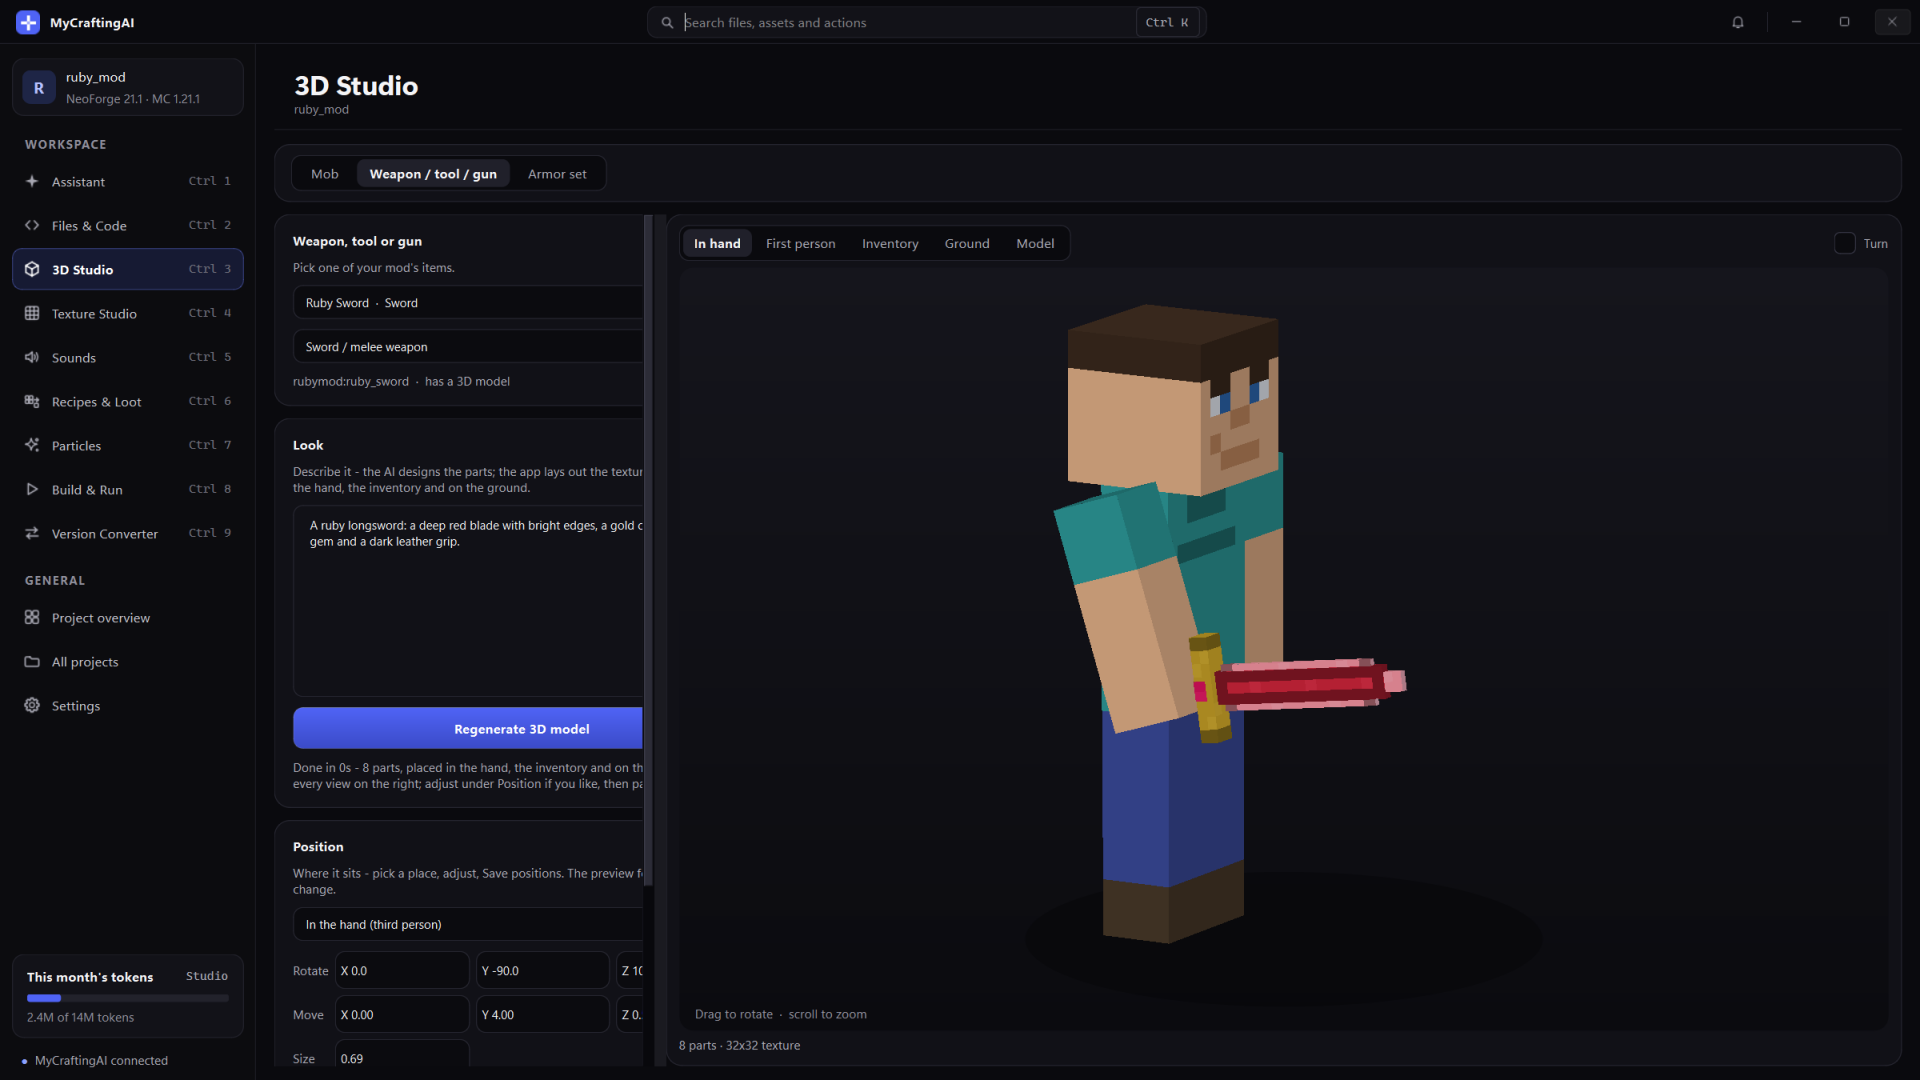 MyCraftingAI
Search files, assets and actions
Ctrl K
R
ruby_mod
NeoForge 21.1 · MC 1.21.1
WORKSPACE
Assistant Ctrl 1
Files & Code Ctrl 2
3D Studio Ctrl 3
Texture Studio Ctrl 4
Sounds Ctrl 5
Recipes & Loot Ctrl 6
Particles Ctrl 7
Build & Run Ctrl 8
Version Converter Ctrl 9
GENERAL
Project overview
All projects
Settings
This month's tokens Studio
2.4M of 14M tokens
MyCraftingAI connected
3D Studio
ruby_mod
Mob Weapon / tool / gun Armor set
Weapon, tool or gun
Pick one of your mod's items.
Ruby Sword · Sword
Sword / melee weapon
rubymod:ruby_sword · has a 3D model
Look
Describe it - the AI designs the parts; the app lays out the
the hand, the inventory and on the ground.
A ruby longsword: a deep red blade with bright edges, a gold
gem and a dark leather grip.
Regenerate 3D model
Done in 0s - 8 parts, placed in the hand, the inventory and on
every view on the right; adjust under Position if you like, then
Position
Where it sits - pick a place, adjust, Save positions. The preview
change.
In the hand (third person)
Rotate X 0.0 Y -90.0 Z
Move X 0.00 Y 4.00 Z
Size 0.69
In hand First person Inventory Ground Model
Turn
Drag to rotate · scroll to zoom
8 parts · 32x32 texture